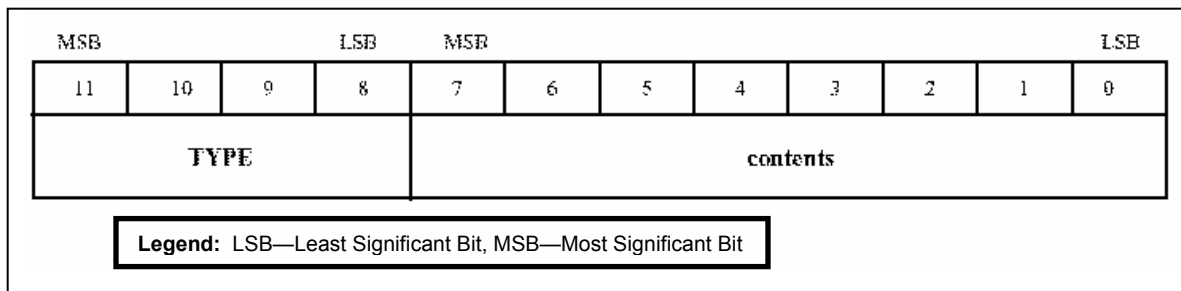 MSB LSB MSB LSB
11 10 9 8 7 6 5 4 3 2 1 0
TYPE contents
Legend: LSB—Least Significant Bit, MSB—Most Significant Bit